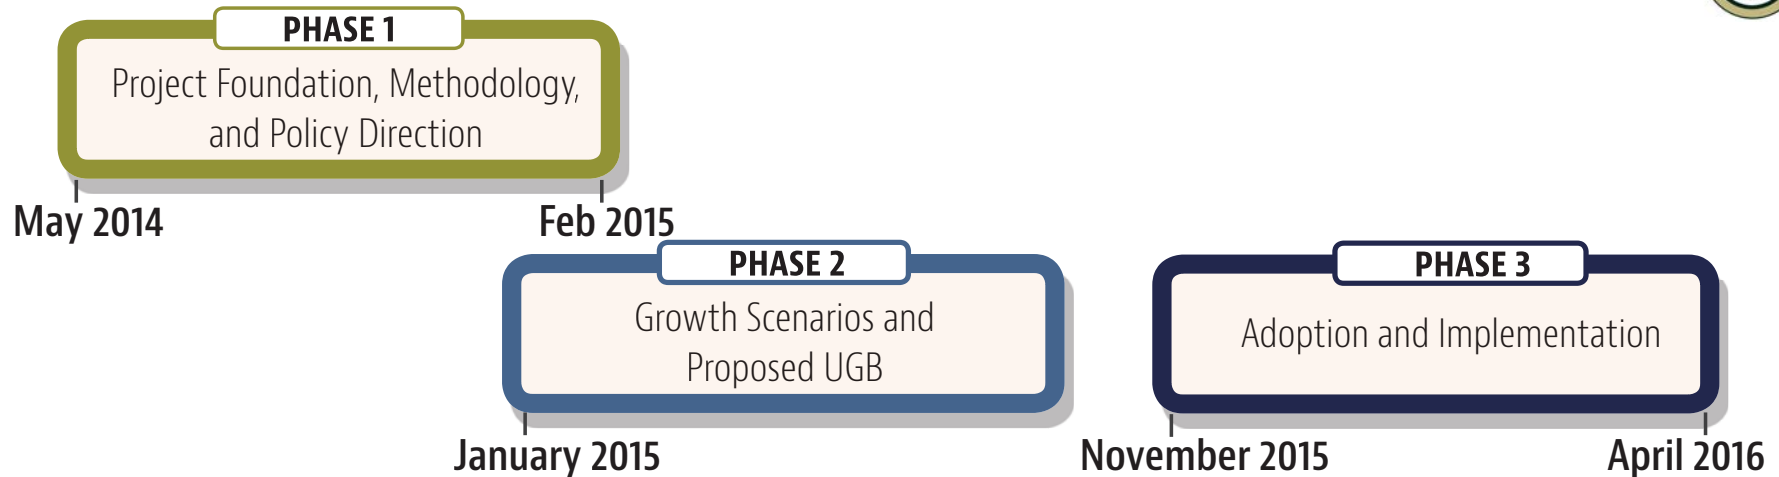 PHASE 1
Project Foundation, Methodology,
and Policy Direction
May 2014
Feb 2015
PHASE 2
Growth Scenarios and
Proposed UGB
January 2015
PHASE 3
Adoption and Implementation
November 2015
April 2016